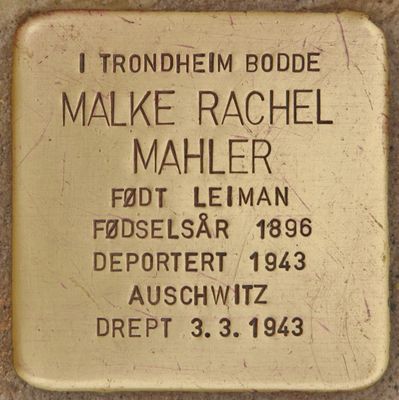 I TRONDHEIM BODDE
MALKE RACHEL
MAHLER
FØDT LEIMAN
FØDSELSÅR 1896
DEPORTERT 1943
AUSCHWITZ
DREPT 3.3.1943